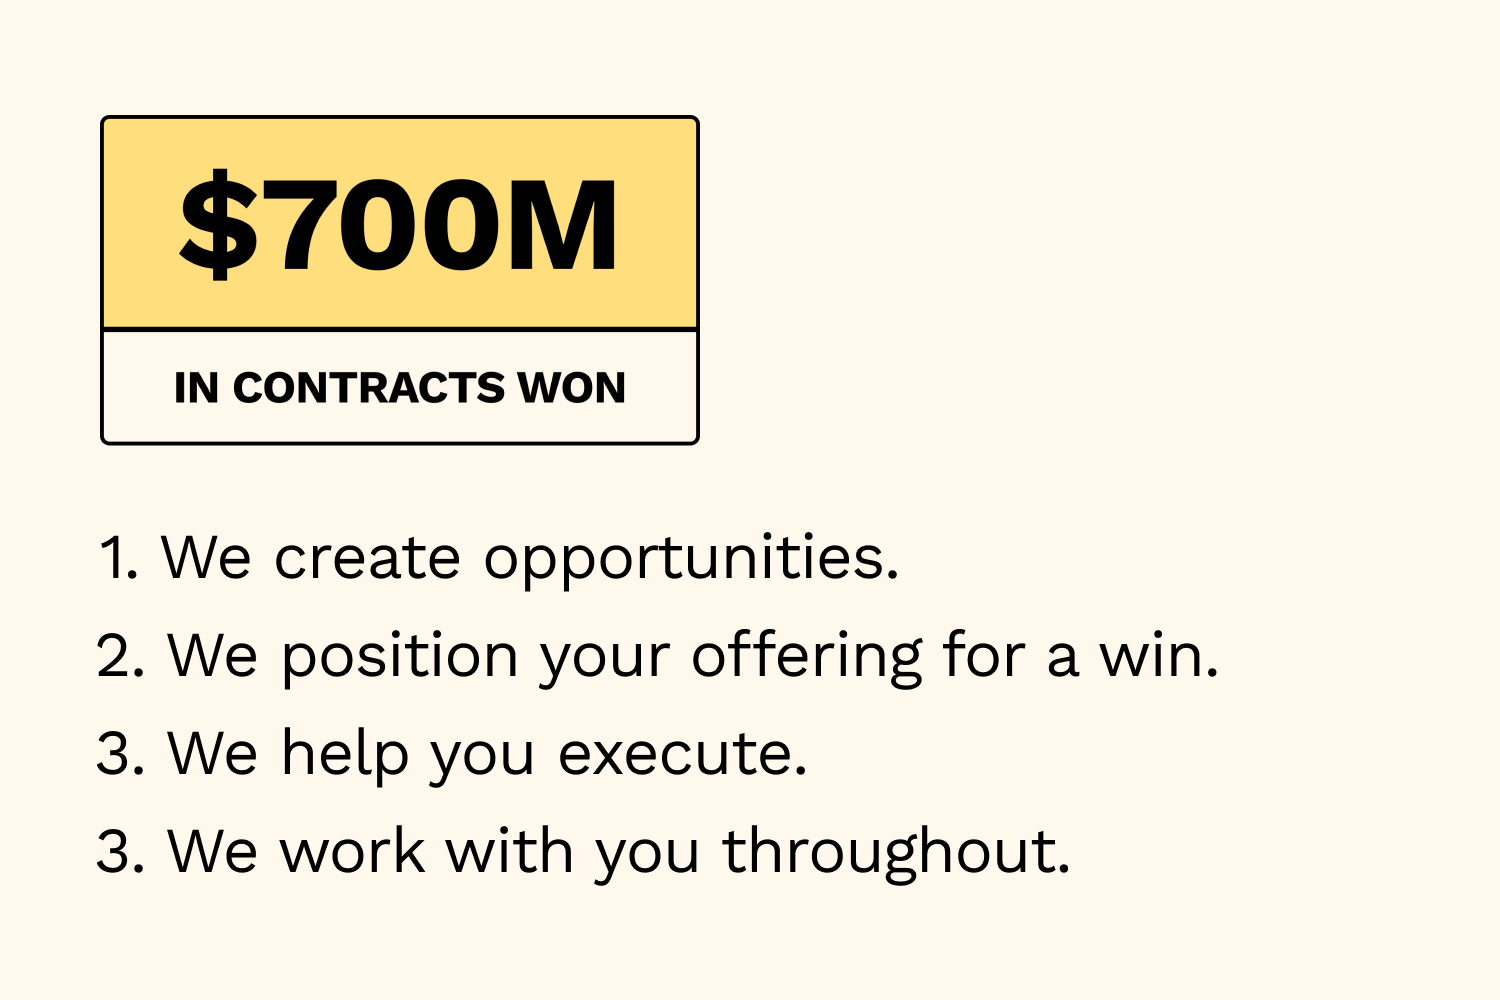 $700M
IN CONTRACTS WON
1. We create opportunities.
2. We position your offering for a win.
3. We help you execute.
3. We work with you throughout.